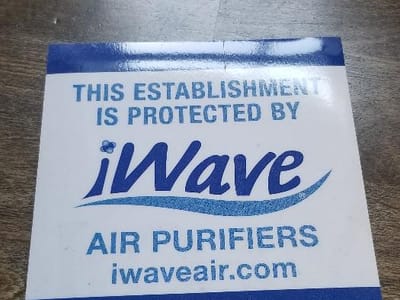 THIS ESTABLISHMENT
IS PROTECTED BY
iWave
AIR PURIFIERS
iwaveair.com